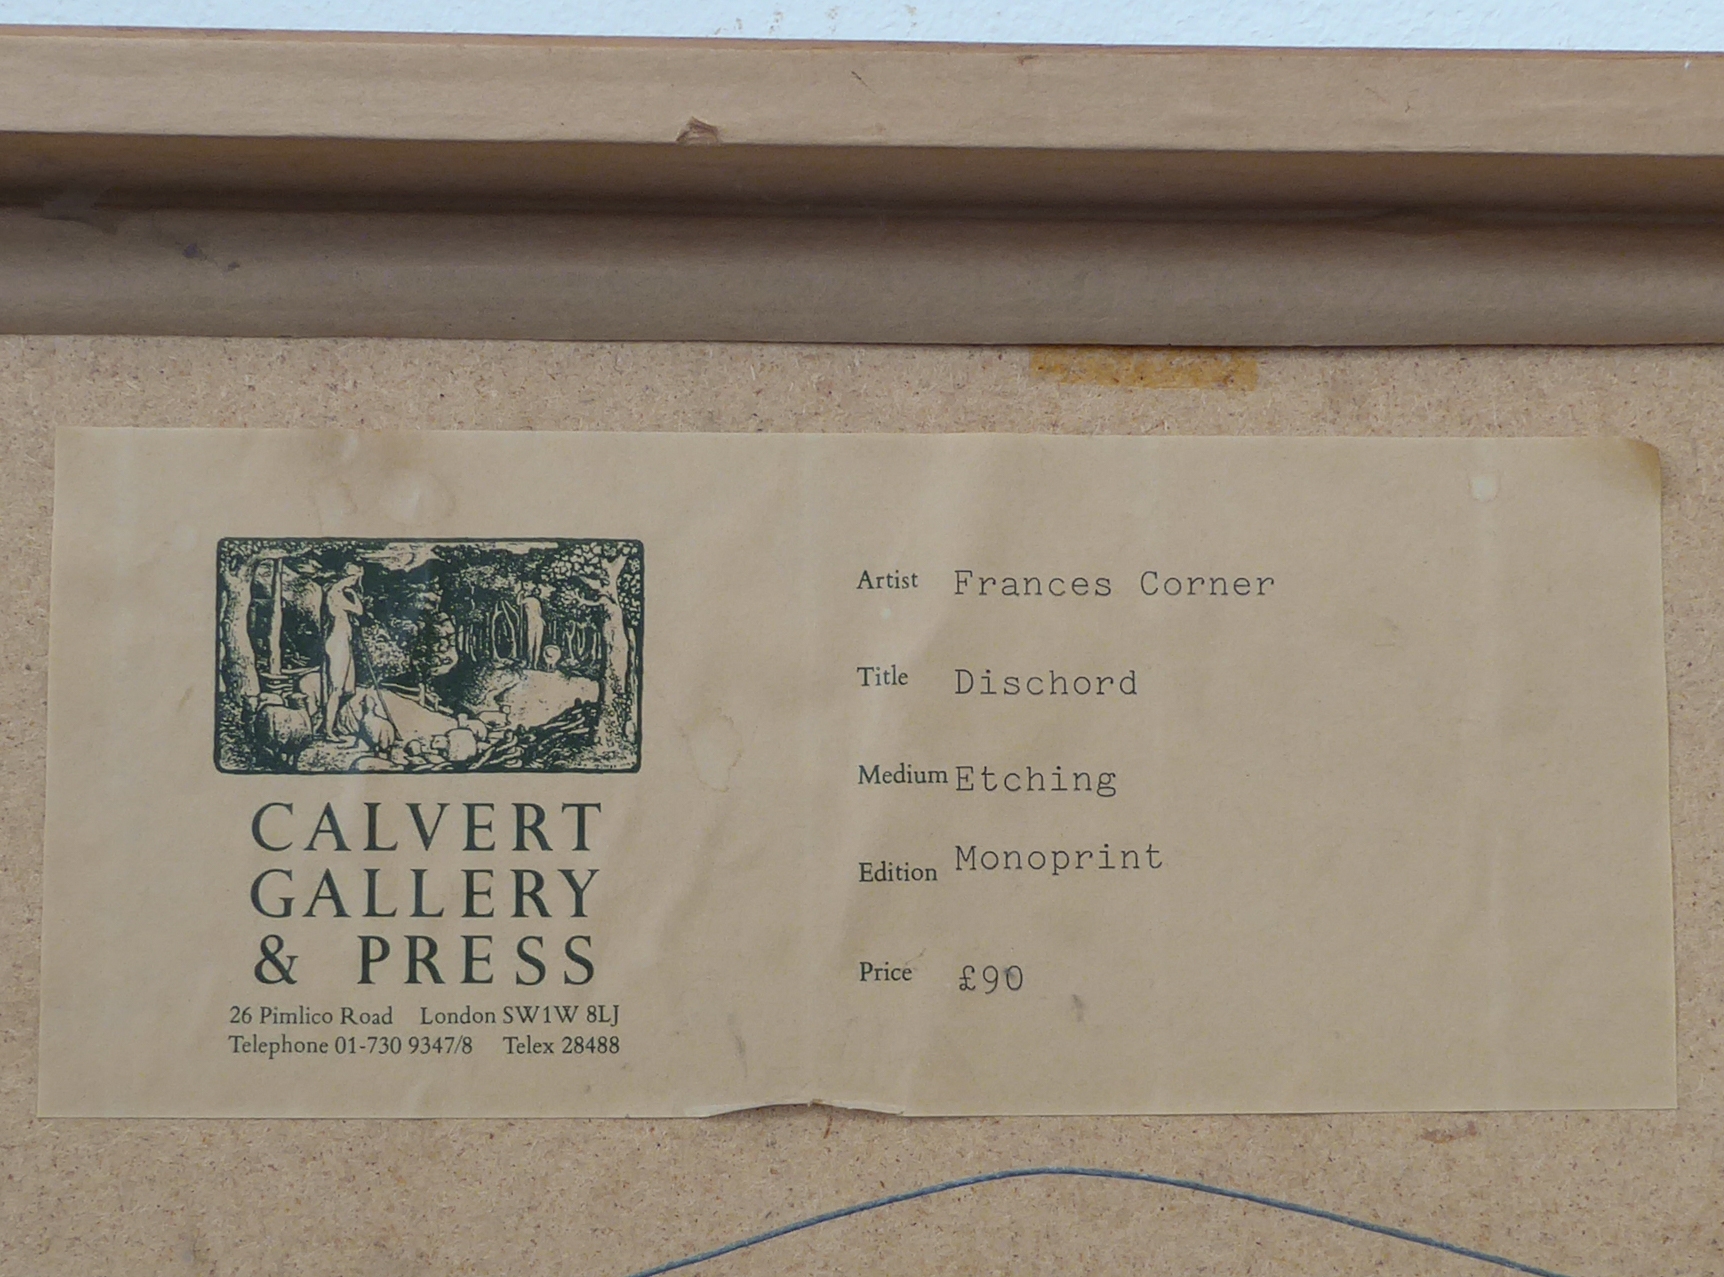 CALVERT
GALLERY
& PRESS
26 Pimlico Road London SW1W 8LJ
Telephone 01-730 9347/8 Telex 28488
Artist Frances Corner
Title Dischord
Medium Etching
Edition Monoprint
Price £90